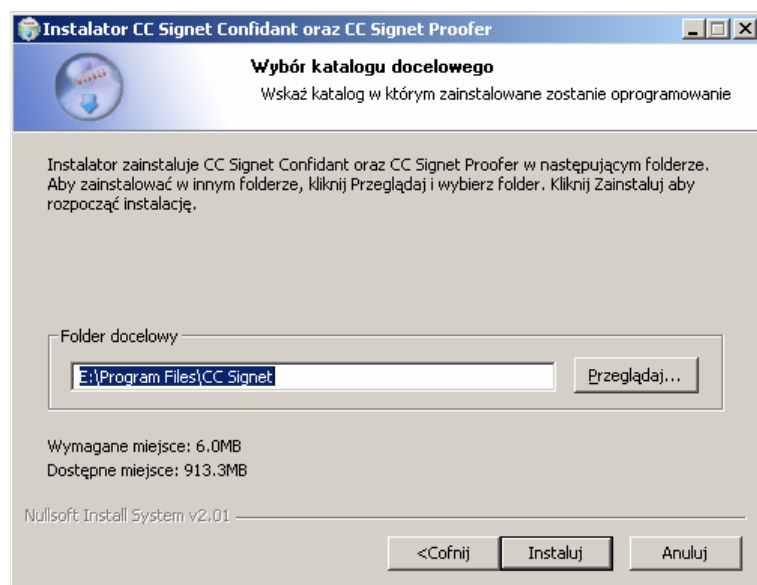 Instalator CC Signet Confidant oraz CC Signet Proofer
Wybór katalogu docelowego
Wskaż katalog w którym zainstalowane zostanie oprogramowanie
Instalator zainstaluje CC Signet Confidant oraz CC Signet Proofer w następującym folderze.
Aby zainstalować w innym folderze, kliknij Przeglądaj i wybierz folder. Kliknij Zainstaluj aby
rozpocząć instalację.
Folder docelowy
E:\Program Files\CC Signet
Przeglądaj...
Wymagane miejsce: 6.0MB
Dostępne miejsce: 913.3MB
Nullsoft Install System v2.01
<Cofnij
Instaluj
Anuluj